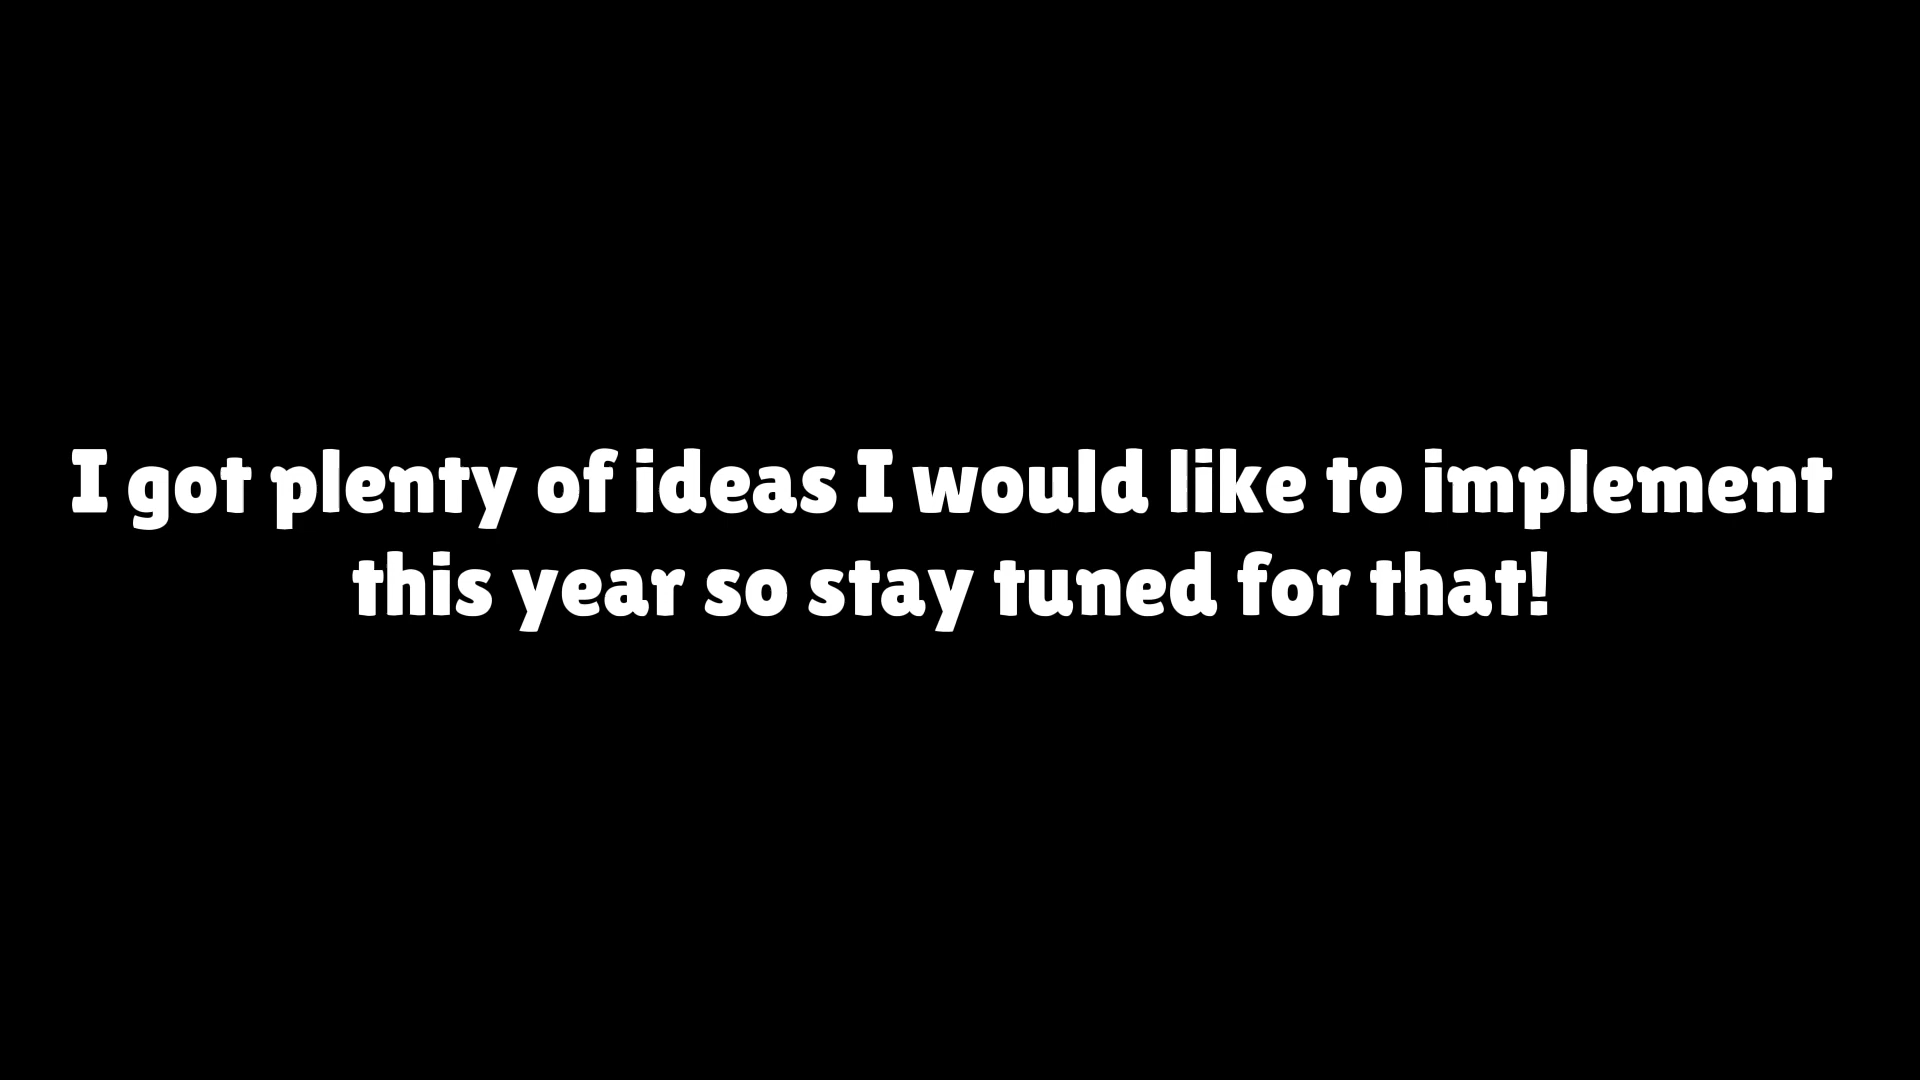 I got plenty of ideas I would like to implement
this year so stay tuned for that!